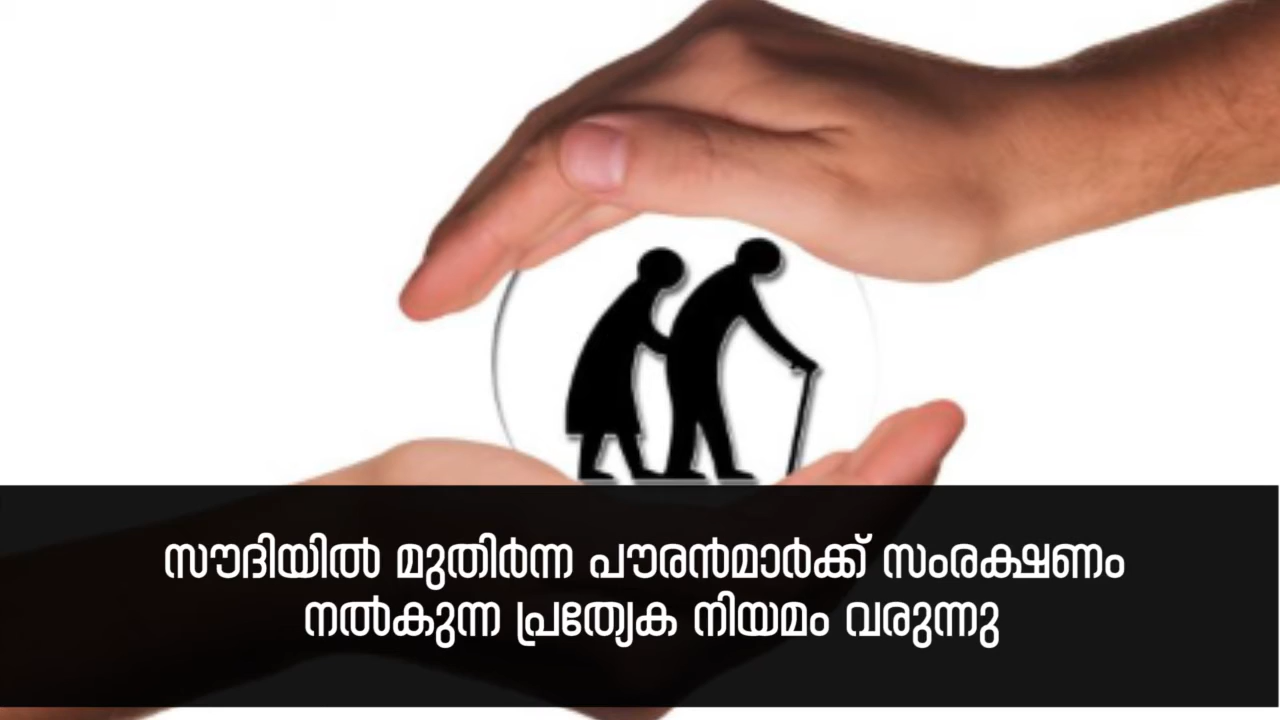 സൗദിയിൽ മുതിർന്ന പൗരൻമാർക്ക് സംരക്ഷണം
നൽകുന്ന പ്രത്യേക നിയമം വരുന്നു